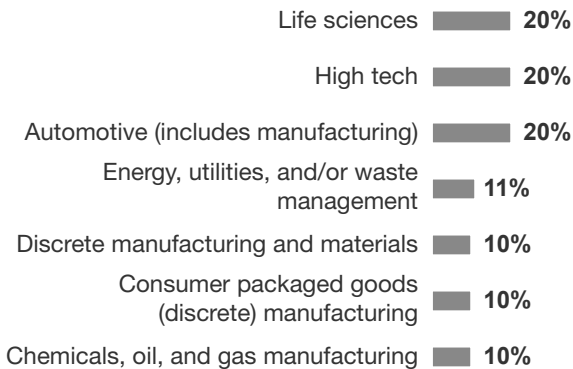 Life sciences 20%
High tech 20%
Automotive (includes manufacturing) 20%
Energy, utilities, and/or waste
management 11%
Discrete manufacturing and materials 10%
Consumer packaged goods
(discrete) manufacturing 10%
Chemicals, oil, and gas manufacturing 10%